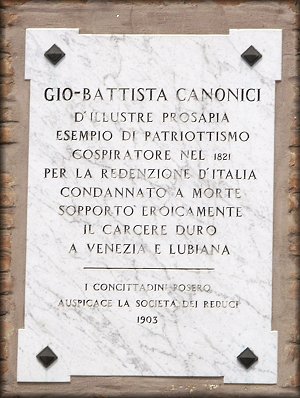 GIO-BATTISTA CANONICI
D'ILLUSTRE PROSAPIA
ESEMPIO DI PATRIOTTISMO
COSPIRATORE NEL 1821
PER LA REDENZIONE D'ITALIA
CONDANNATO A MORTE
SOPPORTO' EROICAMENTE
IL CARCERE DURO
A VENEZIA E LUBIANA
I CONCITTADINI POSERO
AUSPICACE LA SOCIETÀ DEI REDUCI
1903